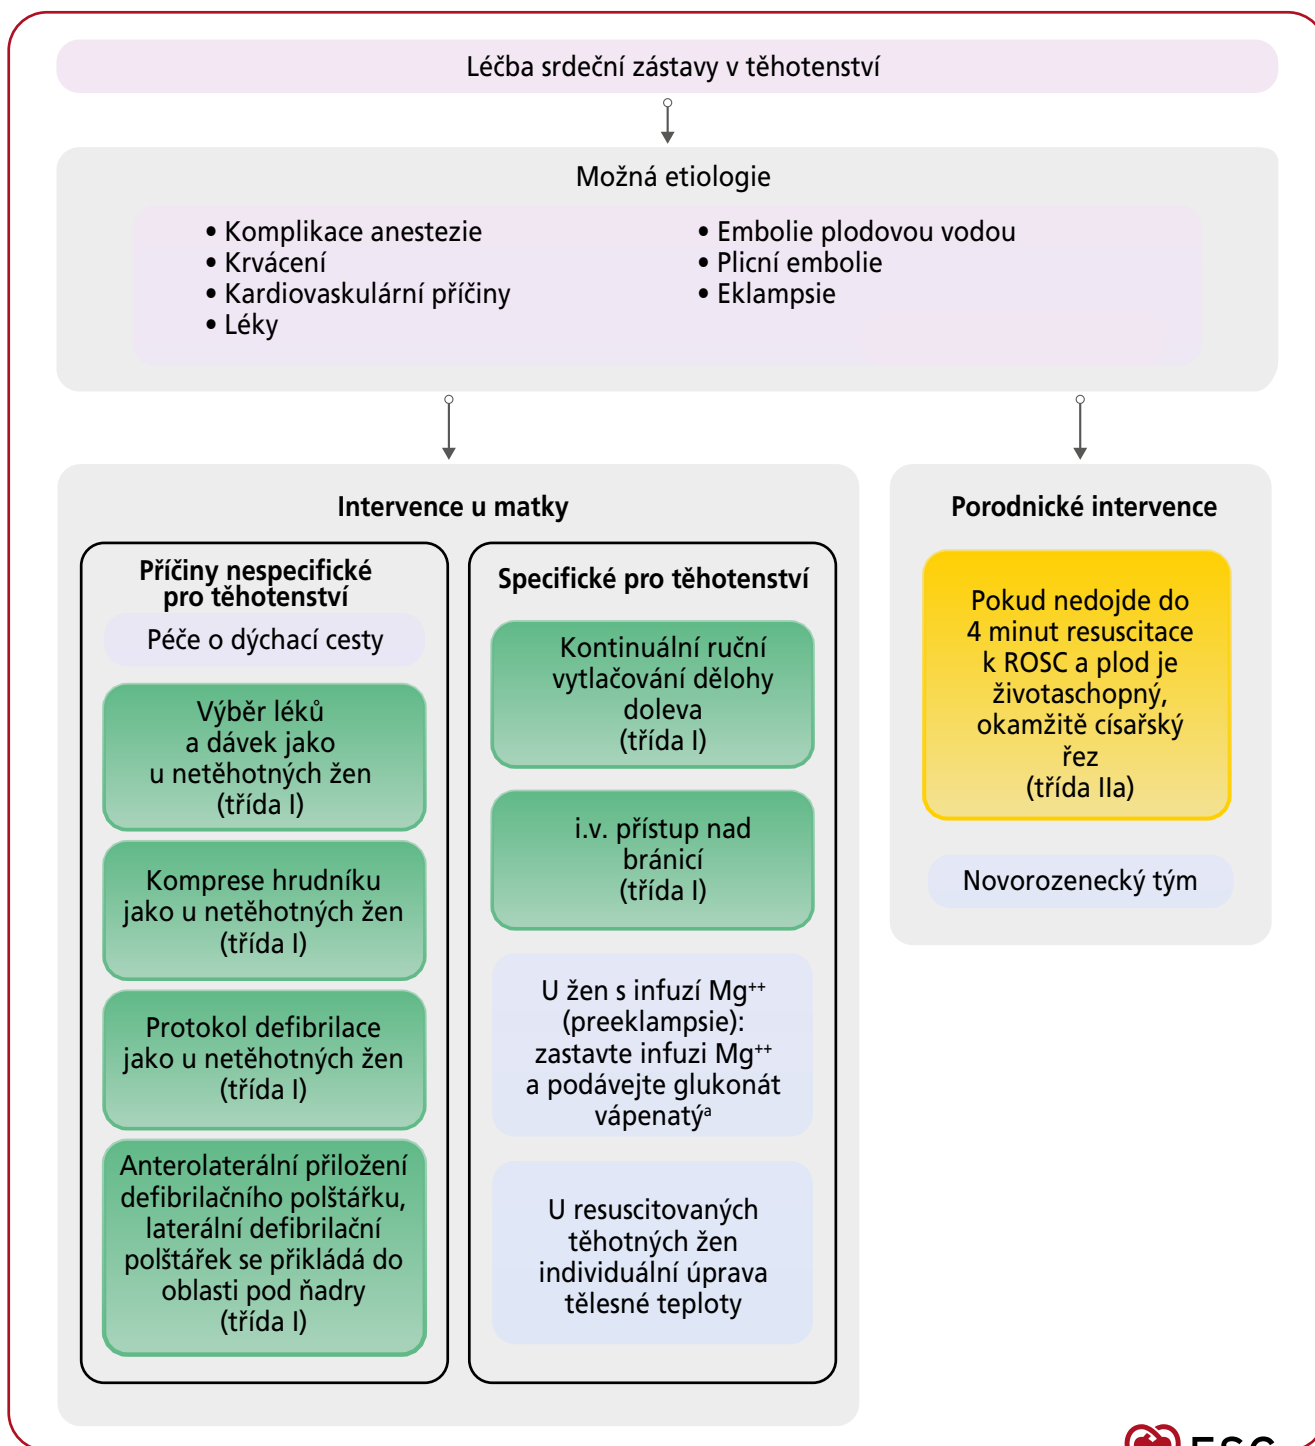 Léčba srdeční zástavy v těhotenství
Možná etiologie
• Komplikace anestezie
• Krvácení
• Kardiovaskulární příčiny
• Léky
• Embolie plodovou vodou
• Plicní embolie
• Eklampsie
Intervence u matky
Příčiny nespecifické
pro těhotenství
Péče o dýchací cesty
Výběr léků
a dávek jako
u netěhotných žen
(třída I)
Komprese hrudníku
jako u netěhotných žen
(třída I)
Protokol defibrilace
jako u netěhotných žen
(třída I)
Anterolaterální přiložení
defibrilačního polštářku,
laterální defibrilační
polštářek se přikládá do
oblasti pod ňadry
(třída I)
Specifické pro těhotenství
Kontinuální ruční
vytlačování dělohy
doleva
(třída I)
i.v. přístup nad
bránicí
(třída I)
U žen s infuzí Mg⁺⁺
(preeklampsie):
zastavte infuzi Mg⁺⁺
a podávejte glukonát
vápenatýᵃ
U resuscitovaných
těhotných žen
individuální úprava
tělesné teploty
Porodnické intervence
Pokud nedojde do
4 minut resuscitace
k ROSC a plod je
životaschopný,
okamžitě císařský
řez
(třída IIa)
Novorozenecký tým
ESC